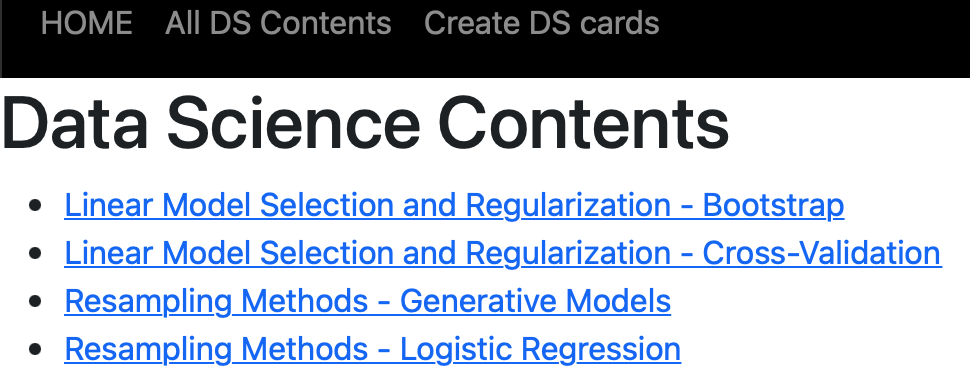 HOME All DS Contents Create DS cards
Data Science Contents
Linear Model Selection and Regularization - Bootstrap
Linear Model Selection and Regularization - Cross-Validation
Resampling Methods - Generative Models
Resampling Methods - Logistic Regression